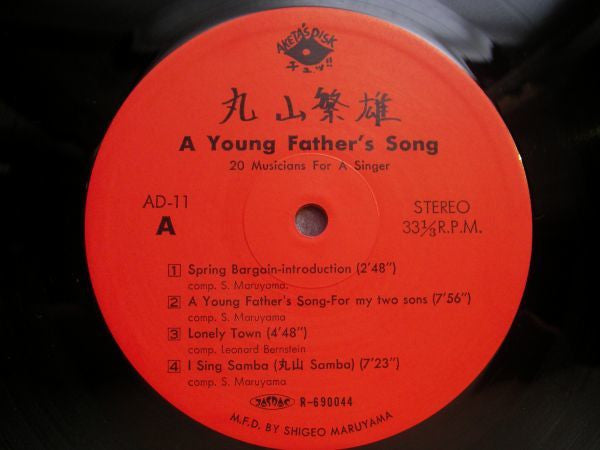 AKETA'S DISK
チュッ!!
丸山繁雄
A Young Father's Song
20 Musicians For A Singer
AD-11
A
STEREO
33⅓R.P.M.
1 Spring Bargain-introduction (2'48")
comp. S. Maruyama.
2 A Young Father's Song-For my two sons (7'56")
comp. S. Maruyama
3 Lonely Town (4'48")
comp. Leonard Bernstein
4 I Sing Samba (丸山 Samba) (7'23")
comp. S. Maruyama
JASRAC R-690044
M.F.D. BY SHIGEO MARUYAMA